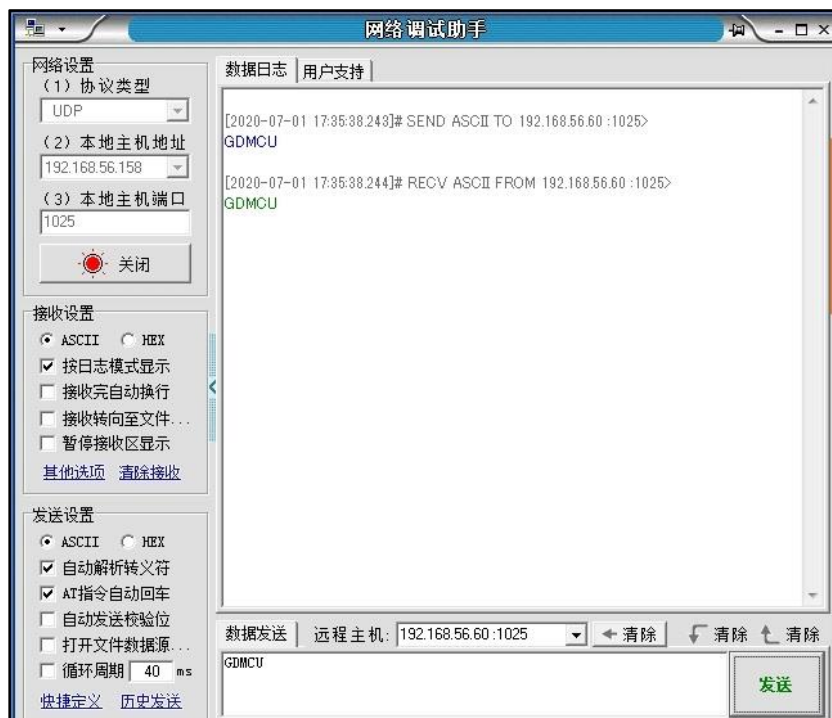 网络调试助手
网络设置
(1) 协议类型
UDP
(2) 本地主机地址
192.168.56.158
(3) 本地主机端口
1025
关闭
接收设置
ASCII HEX
按日志模式显示
接收完自动换行
接收转向至文件...
暂停接收区显示
其他选项 清除接收
发送设置
ASCII HEX
自动解析转义符
AT指令自动回车
自动发送校验位
打开文件数据源...
循环周期 40 ms
快捷定义 历史发送
数据日志 用户支持
[2020-07-01 17:35:38.243]# SEND ASCII TO 192.168.56.60 :1025>
GDMCU
[2020-07-01 17:35:38.244]# RECV ASCII FROM 192.168.56.60 :1025>
GDMCU
数据发送 远程主机: 192.168.56.60 :1025 清除 清除 清除
GDMCU
发送